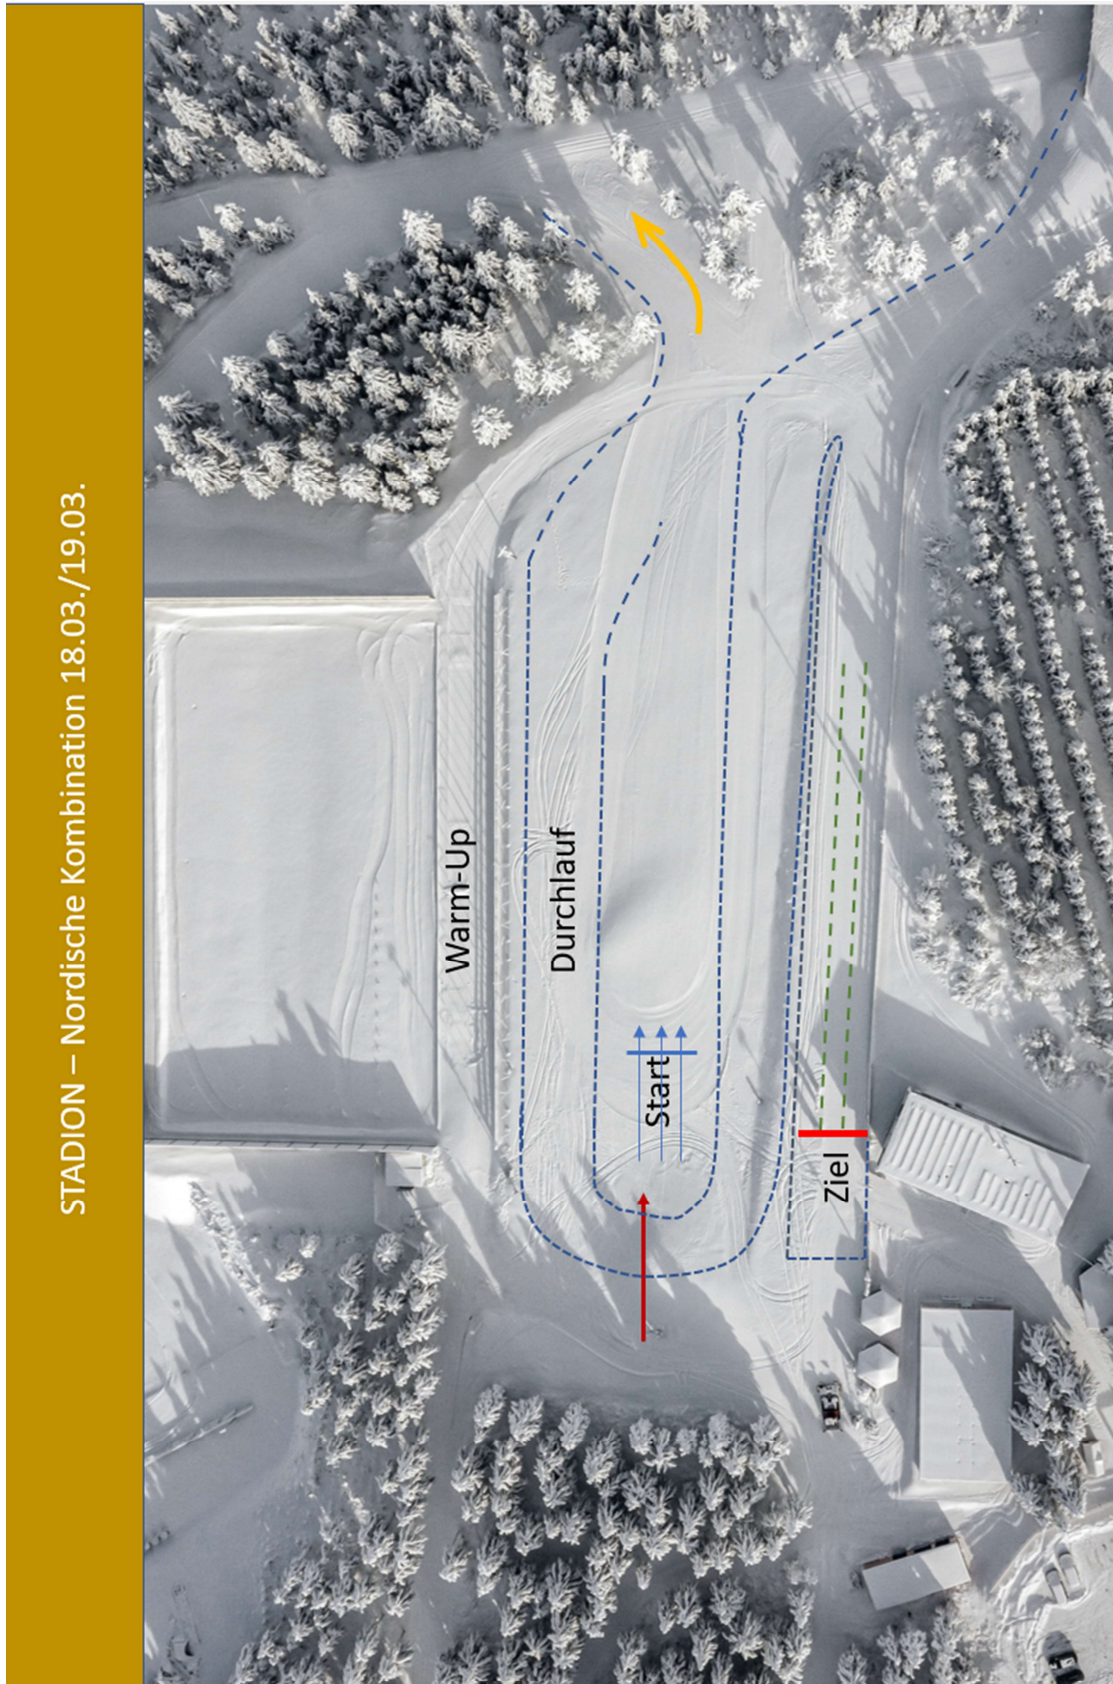 STADION – Nordische Kombination 18.03./19.03.
Warm-Up
Durchlauf
Start
Ziel